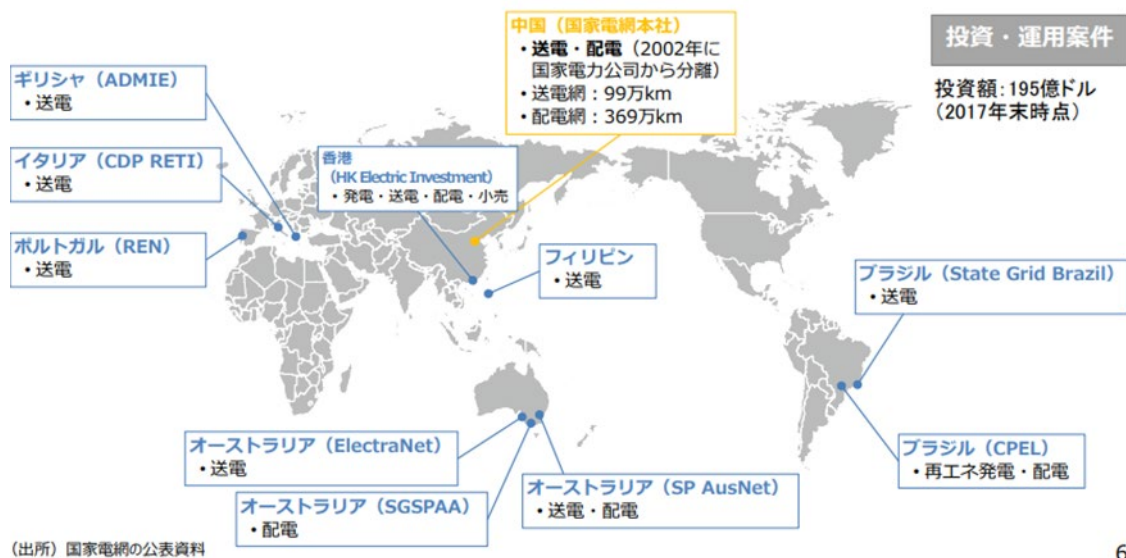 中国（国家電網本社）
• 送電・配電（2002年に
国家電力公司から分離）
• 送電網：99万km
• 配電網：369万km
投資・運用案件
投資額：195億ドル
（2017年末時点）
ギリシャ（ADMIE）
• 送電
イタリア（CDP RETI）
• 送電
ポルトガル（REN）
• 送電
香港
（HK Electric Investment）
• 発電・送電・配電・小売
フィリピン
• 送電
ブラジル（State Grid Brazil）
• 送電
オーストラリア（ElectraNet）
• 送電
オーストラリア（SGSPAA）
• 配電
オーストラリア（SP AusNet）
• 送電・配電
ブラジル（CPEL）
• 再エネ発電・配電
（出所）国家電網の公表資料
6